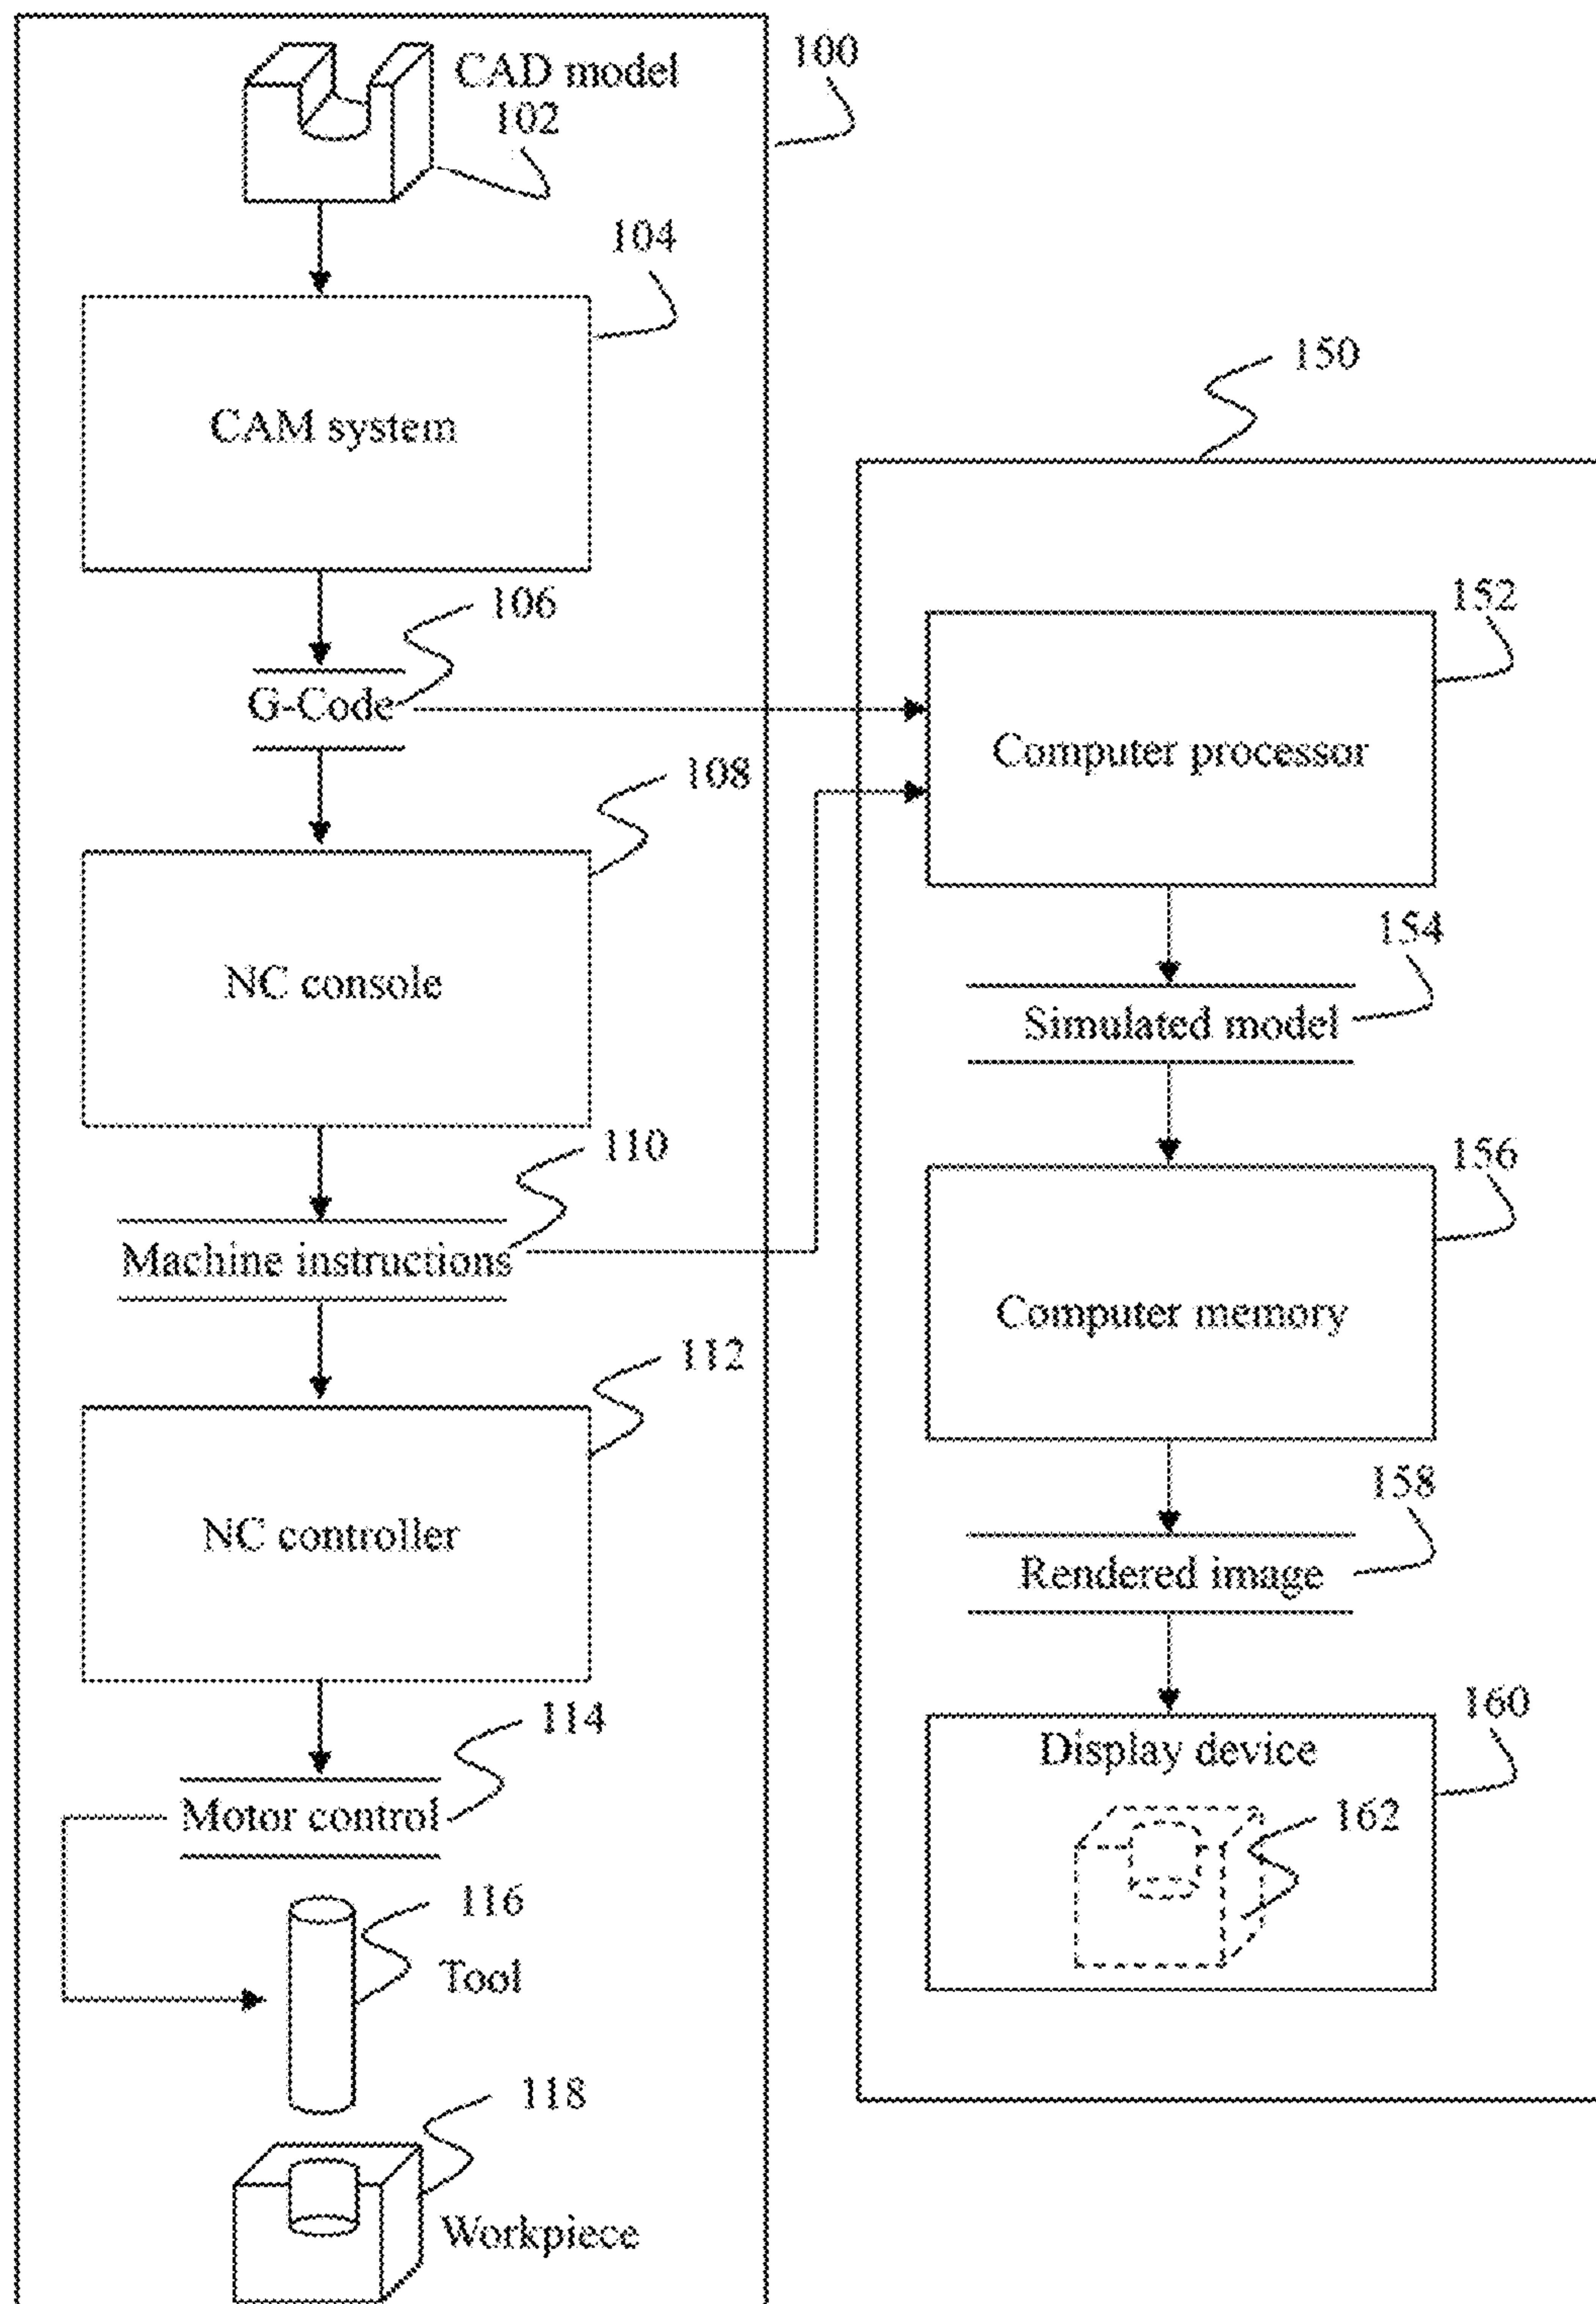 CAD model
102
100
104
CAM system
106
G-Code
108
NC console
110
Machine instructions
112
NC controller
114
Motor control
116
Tool
118
Workpiece
150
152
Computer processor
154
Simulated model
156
Computer memory
158
Rendered image
160
Display device
162